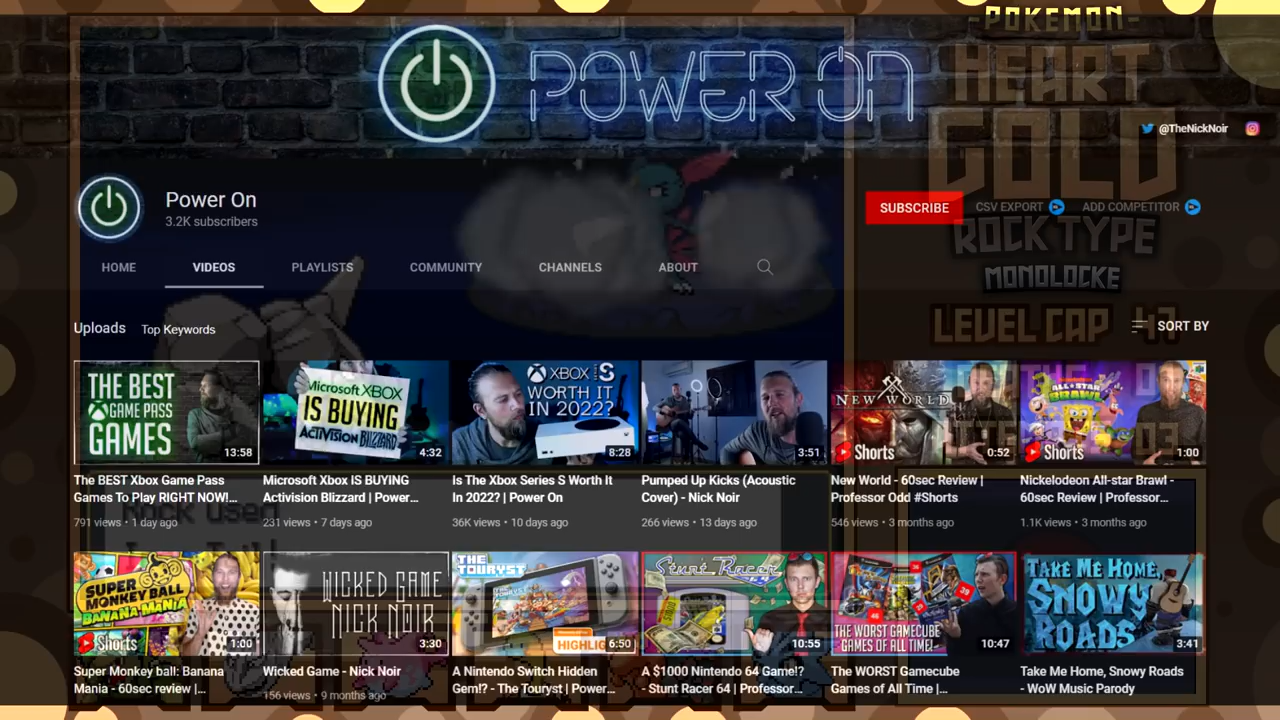 -POKEMON-
HEART
GOLD
POWER ON
@TheNickNoir
Power On
3.2K subscribers
SUBSCRIBE
CSV EXPORT
ADD COMPETITOR
ROCK TYPE
MONOLOCKE
HOME
VIDEOS
PLAYLISTS
COMMUNITY
CHANNELS
ABOUT
LEVEL CAP 47
Uploads
Top Keywords
SORT BY
THE BEST
GAME PASS
GAMES
13:58
Microsoft XBOX
IS BUYING
ACTIVISION BLIZZARD
4:32
XBOX SERIES S
WORTH IT
IN 2022?
8:28
3:51
NEW WORLD
Shorts
0:52
NICKELODEON
ALL-STAR
BRAWL
Shorts
1:00
The BEST Xbox Game Pass
Games To Play RIGHT NOW!...
791 views • 1 day ago
Microsoft Xbox IS BUYING
Activision Blizzard | Power...
231 views • 7 days ago
Is The Xbox Series S Worth It
In 2022? | Power On
36K views • 10 days ago
Pumped Up Kicks (Acoustic
Cover) - Nick Noir
266 views • 13 days ago
New World - 60sec Review |
Professor Odd #Shorts
546 views • 3 months ago
Nickelodeon All-star Brawl -
60sec Review | Professor...
1.1K views • 3 months ago
Rock used
SUPER
MONKEY BALL
BANANA MANIA
Shorts
1:00
WICKED GAME
NICK NOIR
3:30
THE
TOURYST
HIGHLIG
6:50
Stunt Racer
10:55
THE WORST GAMECUBE
GAMES OF ALL TIME!
10:47
TAKE ME HOME,
SNOWY
ROADS
3:41
Super Monkey ball: Banana
Mania - 60sec review |...
Wicked Game - Nick Noir
156 views • 9 months ago
A Nintendo Switch Hidden
Gem!? - The Touryst | Power...
A $1000 Nintendo 64 Game!?
- Stunt Racer 64 | Professor...
The WORST Gamecube
Games of All Time |...
Take Me Home, Snowy Roads
- WoW Music Parody